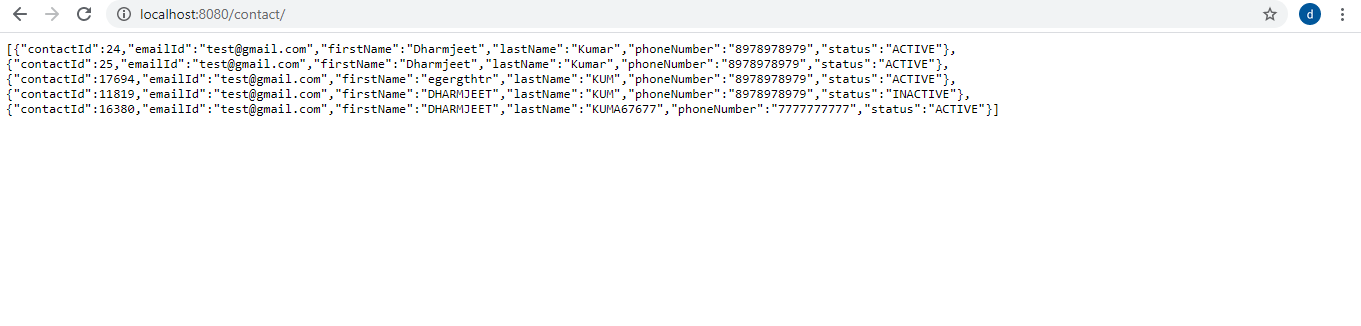 localhost:8080/contact/
d
[{"contactId":24,"emailId":"test@gmail.com","firstName":"Dharmjeet","lastName":"Kumar","phoneNumber":"8978978979","status":"ACTIVE"},
{"contactId":25,"emailId":"test@gmail.com","firstName":"Dharmjeet","lastName":"Kumar","phoneNumber":"8978978979","status":"ACTIVE"},
{"contactId":17694,"emailId":"test@gmail.com","firstName":"egergthtr","lastName":"KUM","phoneNumber":"8978978979","status":"ACTIVE"},
{"contactId":11819,"emailId":"test@gmail.com","firstName":"DHARMJEET","lastName":"KUM","phoneNumber":"8978978979","status":"INACTIVE"},
{"contactId":16380,"emailId":"test@gmail.com","firstName":"DHARMJEET","lastName":"KUMA67677","phoneNumber":"7777777777","status":"ACTIVE"}]